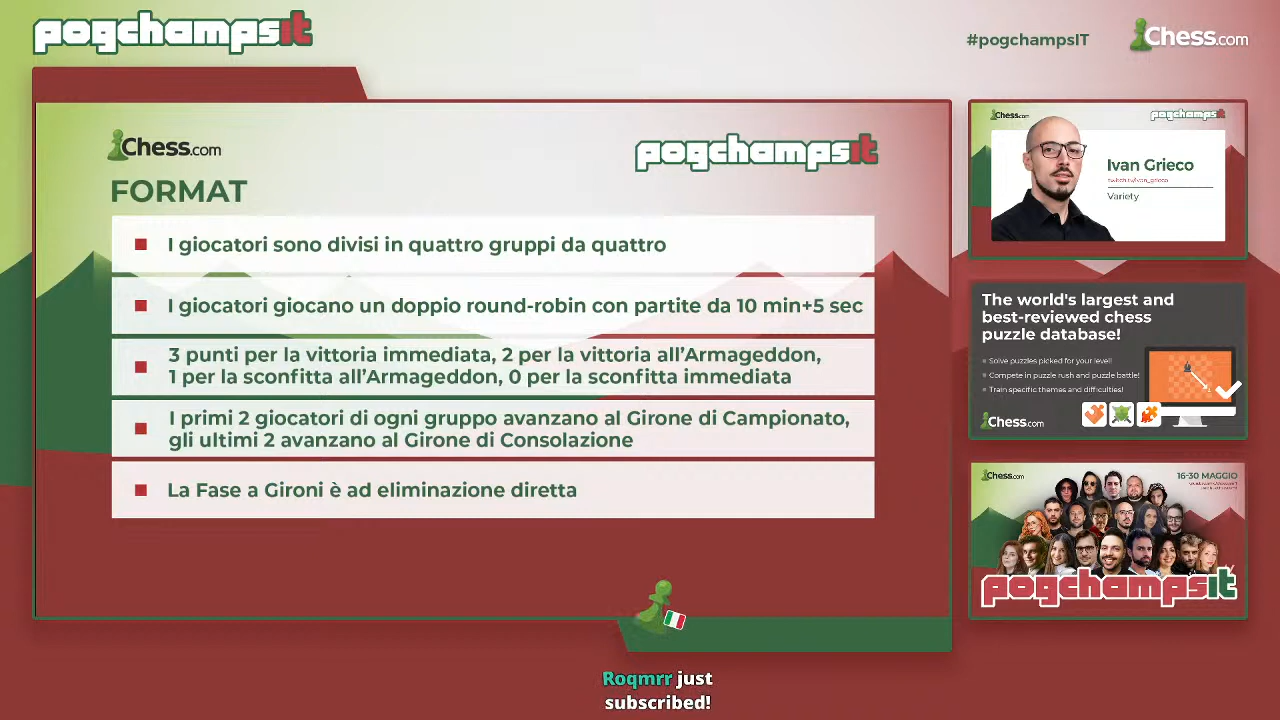 pogchampsit
#pogchampsIT
Chess.com
Chess.com
pogchampsit
FORMAT
I giocatori sono divisi in quattro gruppi da quattro
I giocatori giocano un doppio round-robin con partite da 10 min+5 sec
3 punti per la vittoria immediata, 2 per la vittoria all’Armageddon,
1 per la sconfitta all’Armageddon, 0 per la sconfitta immediata
I primi 2 giocatori di ogni gruppo avanzano al Girone di Campionato,
gli ultimi 2 avanzano al Girone di Consolazione
La Fase a Gironi è ad eliminazione diretta
Chess.com
pogchampsit
Ivan Grieco
Variety
The world's largest and
best-reviewed chess
puzzle database!
Solve puzzles picked for your level!
Compete in puzzle rush and puzzle battle!
Train specific themes and difficulties!
Chess.com
Chess.com
16-30 MAGGIO
pogchampsit
Roqmrr just
subscribed!